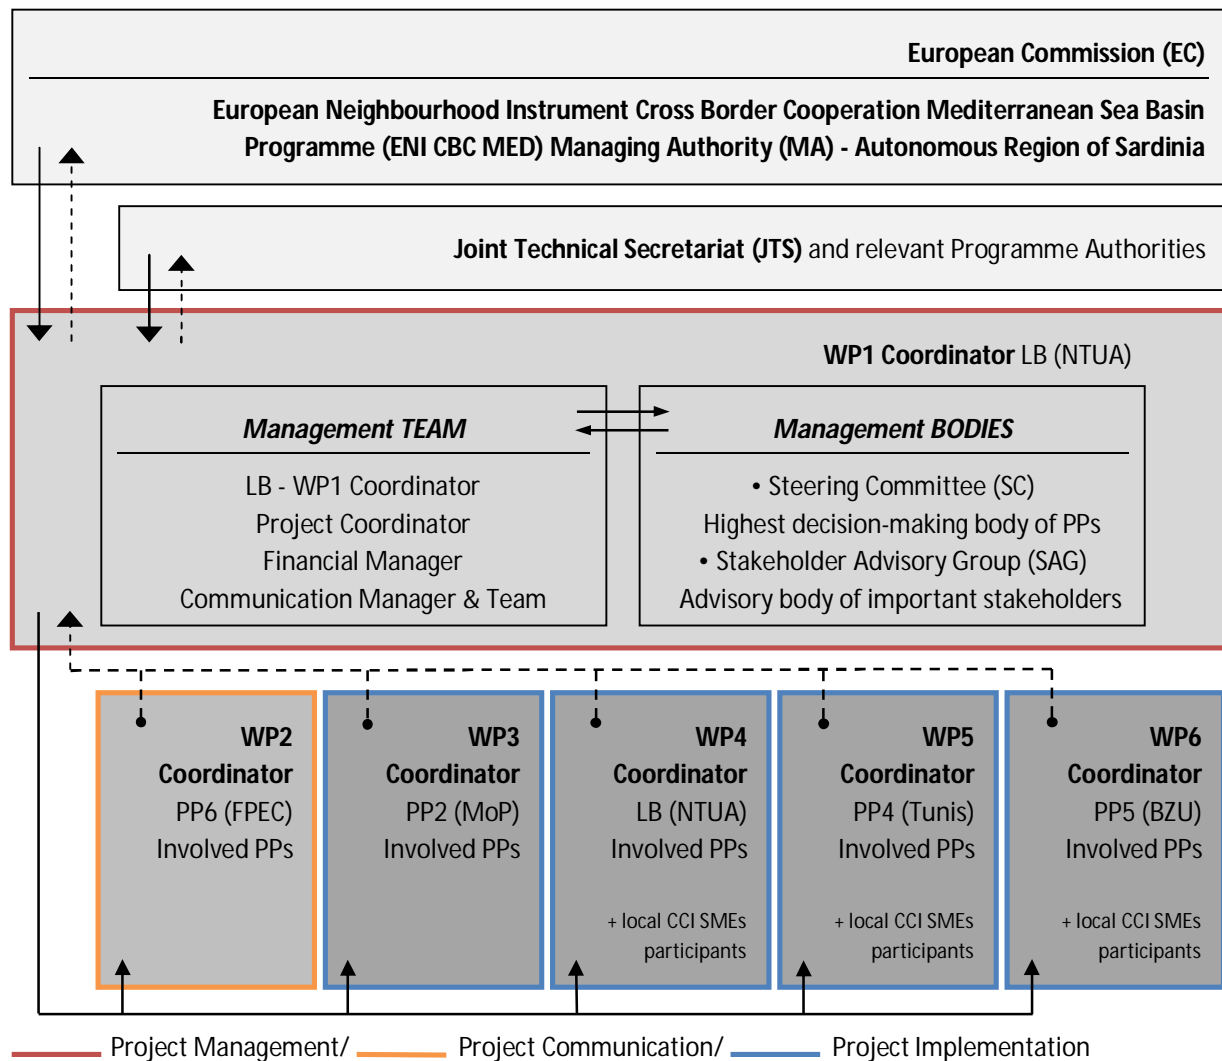 European Commission (EC)
European Neighbourhood Instrument Cross Border Cooperation Mediterranean Sea Basin
Programme (ENI CBC MED) Managing Authority (MA) - Autonomous Region of Sardinia
Joint Technical Secretariat (JTS) and relevant Programme Authorities
WP1 Coordinator LB (NTUA)
Management TEAM
LB - WP1 Coordinator
Project Coordinator
Financial Manager
Communication Manager & Team
Management BODIES
• Steering Committee (SC)
Highest decision-making body of PPs
• Stakeholder Advisory Group (SAG)
Advisory body of important stakeholders
WP2
Coordinator
PP6 (FPEC)
Involved PPs
WP3
Coordinator
PP2 (MoP)
Involved PPs
WP4
Coordinator
LB (NTUA)
Involved PPs
+ local CCI SMEs
participants
WP5
Coordinator
PP4 (Tunis)
Involved PPs
+ local CCI SMEs
participants
WP6
Coordinator
PP5 (BZU)
Involved PPs
+ local CCI SMEs
participants
Project Management/ Project Communication/ Project Implementation